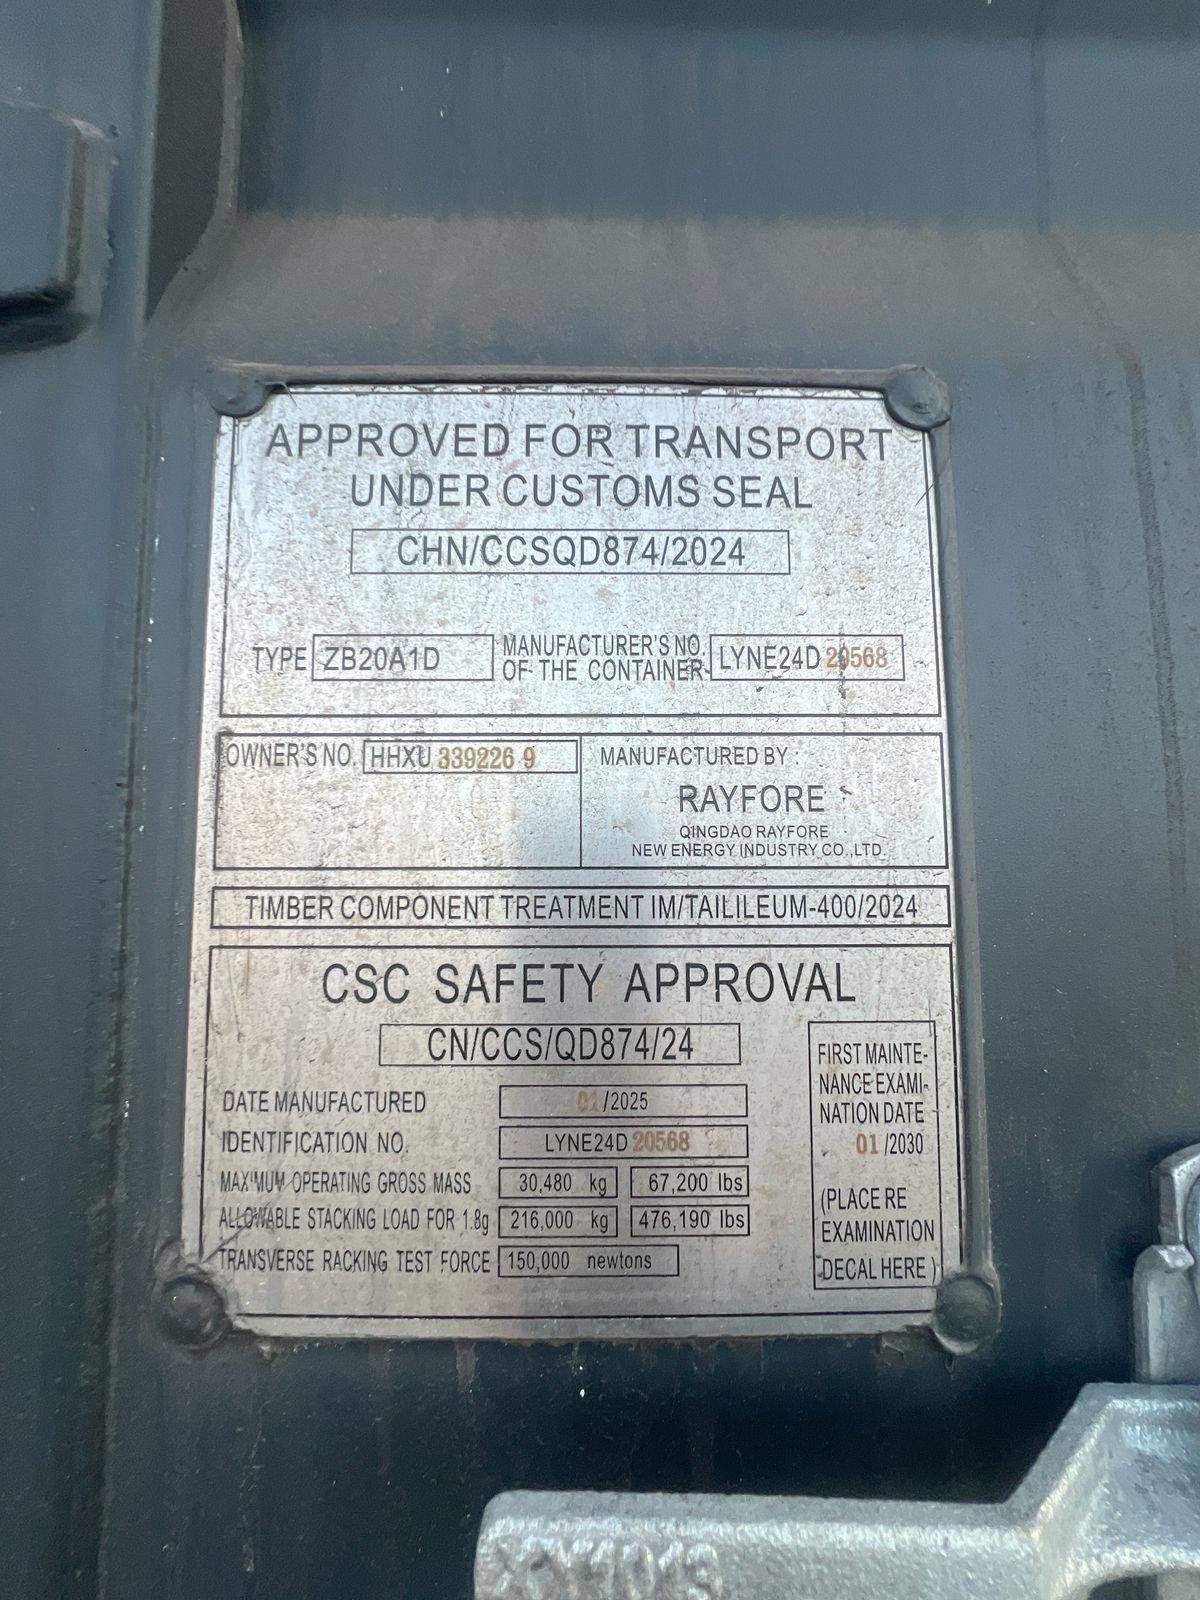 APPROVED FOR TRANSPORT
UNDER CUSTOMS SEAL
CHN/CCSQD874/2024
TYPE ZB20A1D MANUFACTURER'S NO. OF THE CONTAINER LYNE24D 20568
OWNER'S NO. HHXU 339226 9
MANUFACTURED BY :
RAYFORE
QINGDAO RAYFORE
NEW ENERGY INDUSTRY CO.,LTD.
TIMBER COMPONENT TREATMENT IM/TAILILEUM-400/2024
CSC SAFETY APPROVAL
CN/CCS/QD874/24
DATE MANUFACTURED 01/2025
IDENTIFICATION NO. LYNE24D 20568
MAXIMUM OPERATING GROSS MASS 30,480 kg 67,200 lbs
ALLOWABLE STACKING LOAD FOR 1.8g 216,000 kg 476,190 lbs
TRANSVERSE RACKING TEST FORCE 150,000 newtons
FIRST MAINTE-
NANCE EXAMI-
NATION DATE
01 /2030
(PLACE RE
EXAMINATION
DECAL HERE )